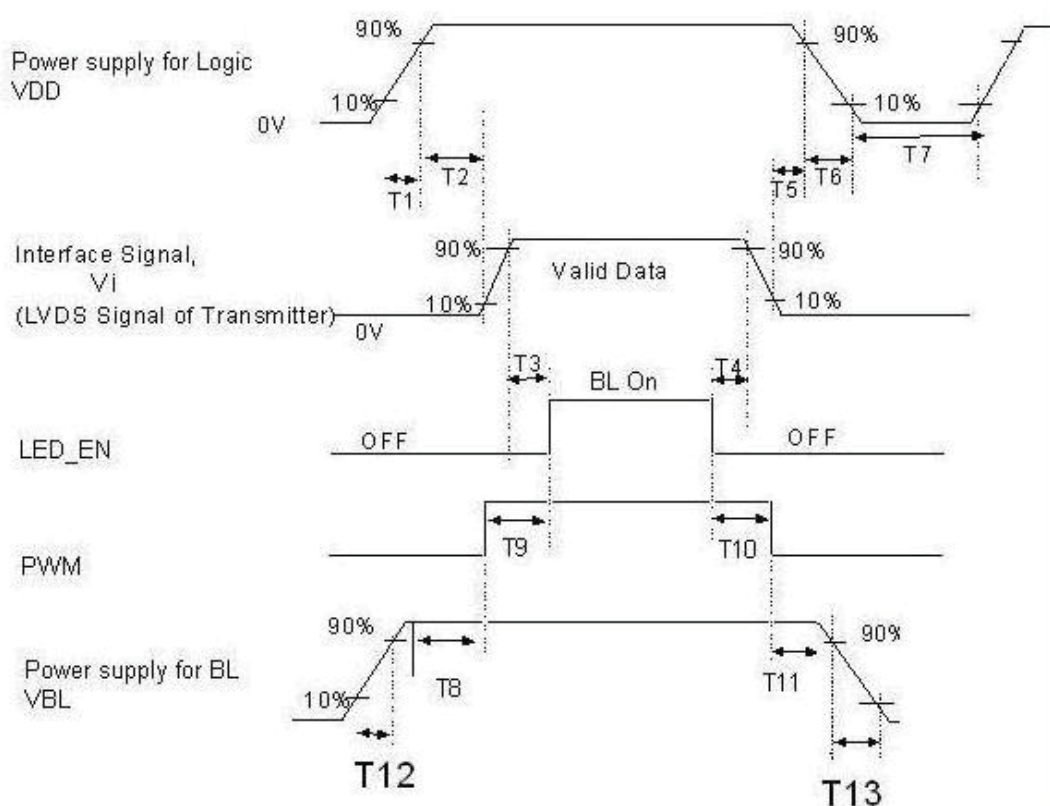 90%
90%
Power supply for Logic
VDD
10%
10%
0V
T2
T7
T1
T5
T6
Interface Signal,
Vi
90%
90%
Valid Data
(LVDS Signal of Transmitter)
10%
10%
0V
T3
T4
BL On
LED_EN
OFF
OFF
T9
T10
PWM
90%
90%
Power supply for BL
VBL
T8
T11
10%
T12
T13